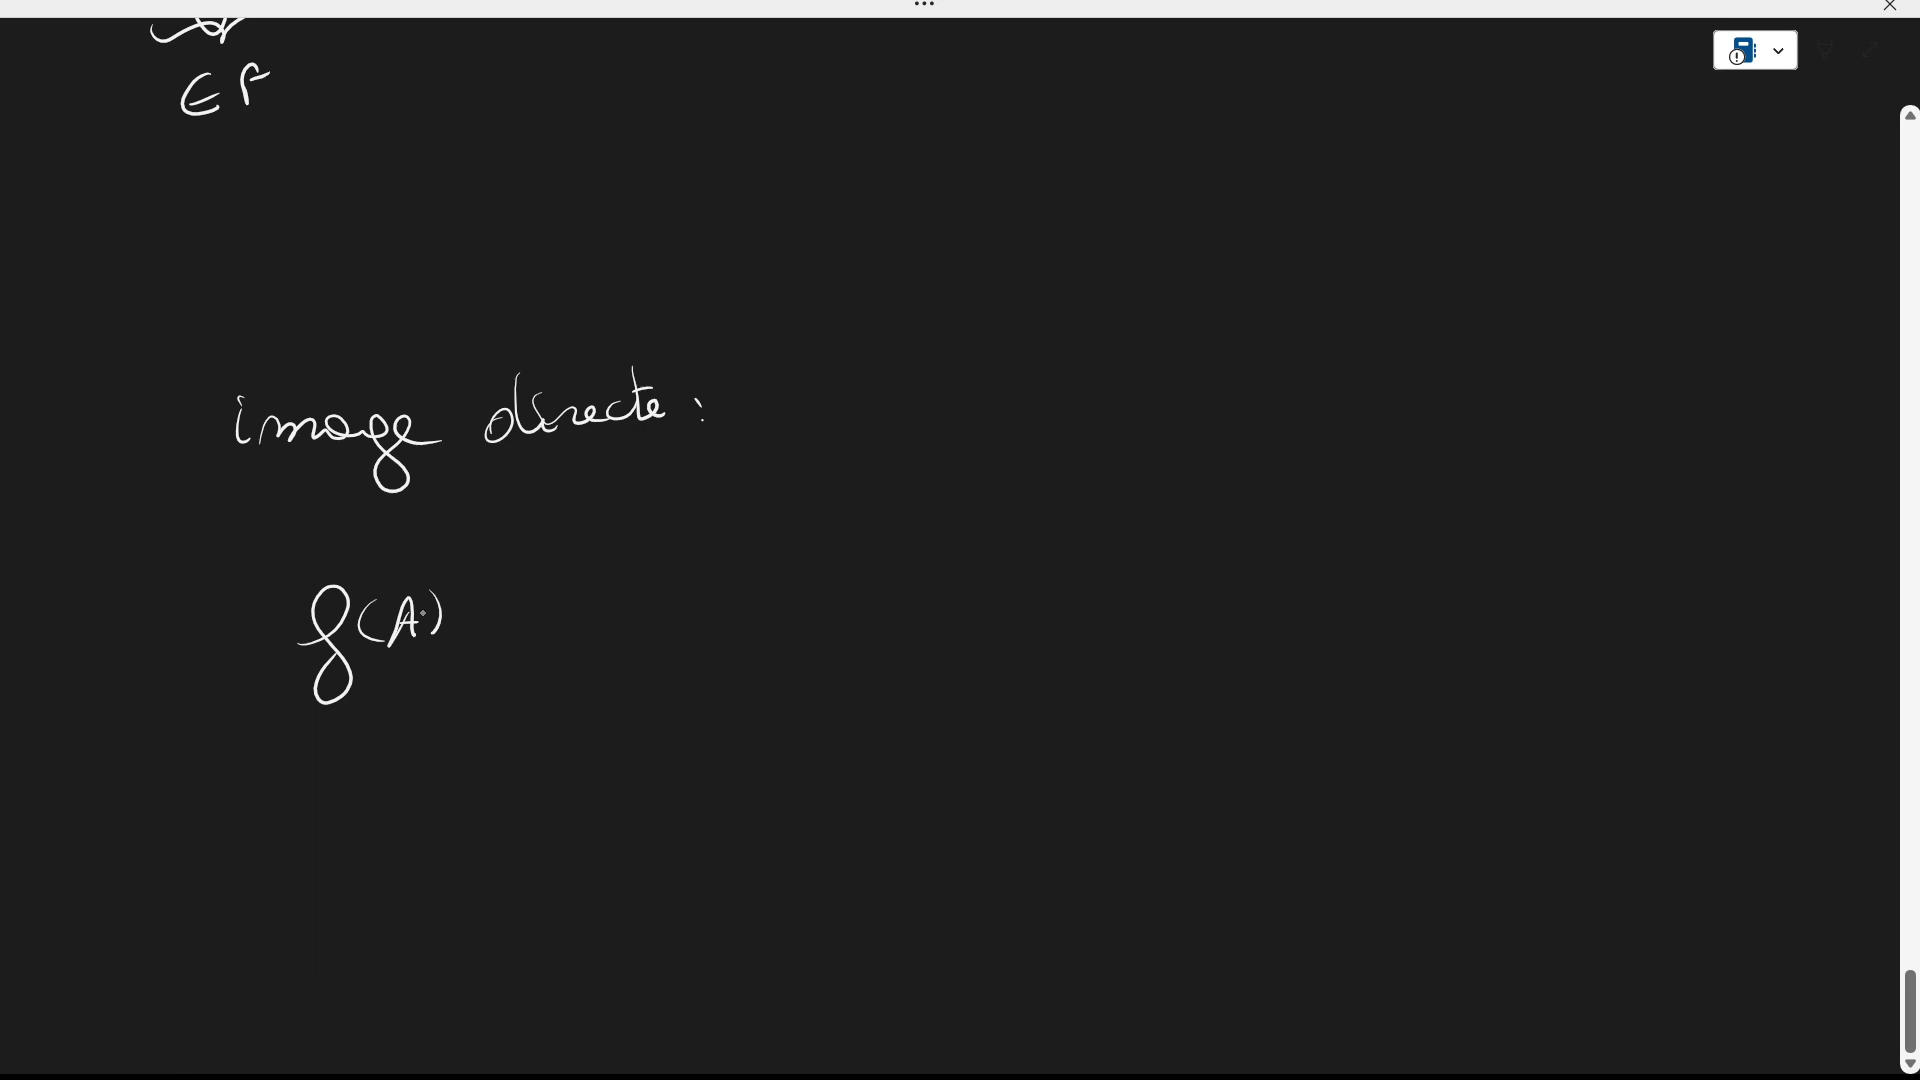 ∈ F
image directe :
f(A)